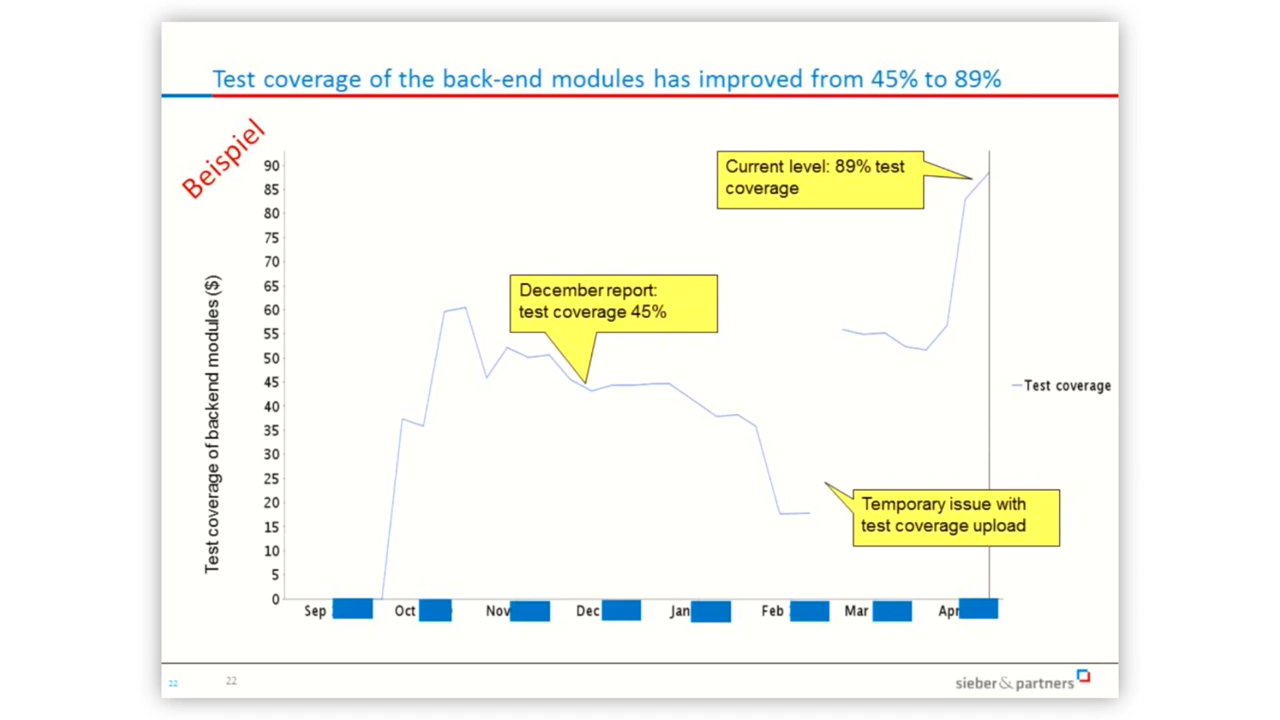 Test coverage of the back-end modules has improved from 45% to 89%
Beispiel
Test coverage of backend modules ($)
90
85
80
75
70
65
60
55
50
45
40
35
30
25
20
15
10
5
0
Current level: 89% test
coverage
December report:
test coverage 45%
Test coverage
Temporary issue with
test coverage upload
Sep Oct Nov Dec Jan Feb Mar Apr
22 22
sieber&partners